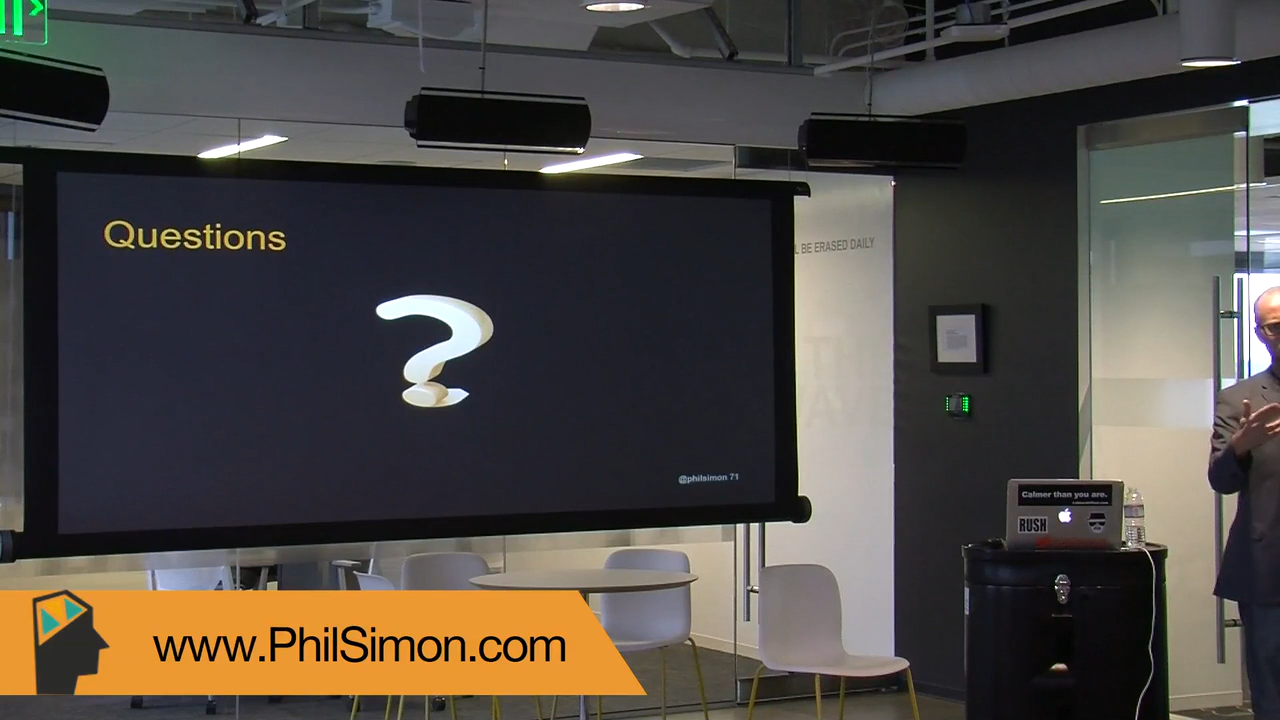 Questions
?
@philsimon 71
L BE ERASED DAILY
Calmer than you are.
RUSH
www.PhilSimon.com